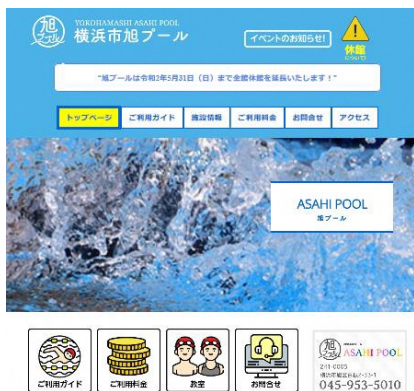 YOKOHAMASHI ASAHI POOL
横浜市旭プール
イベントのお知らせ!
休館
について
"旭プールは令和2年5月31日(日)まで全館休館を延長いたします!"
トップページ ご利用ガイド 施設情報 ご利用料金 お問合せ アクセス
ASAHI POOL
旭プール
ご利用ガイド ご利用料金 教室 お問合せ
ASAHI POOL
045-953-5010